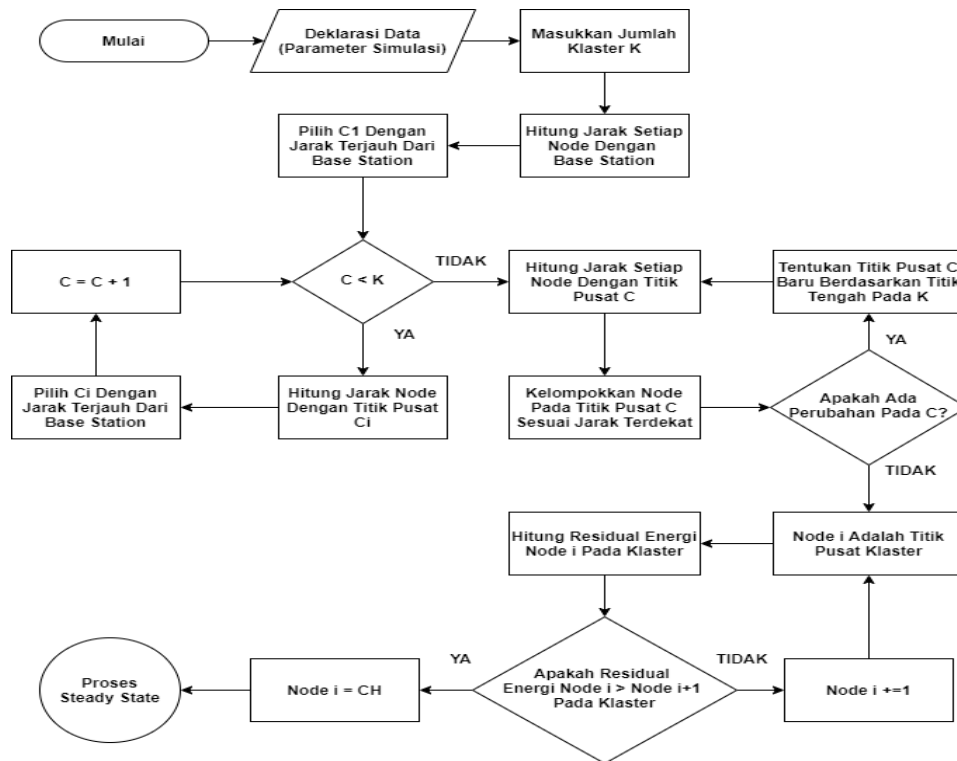 Mulai
Deklarasi Data
(Parameter Simulasi)
Masukkan Jumlah
Klaster K
Hitung Jarak Setiap
Node Dengan
Base Station
Pilih C1 Dengan
Jarak Terjauh Dari
Base Station
C < K
TIDAK
YA
Hitung Jarak Node
Dengan Titik Pusat
Ci
Pilih Ci Dengan
Jarak Terjauh Dari
Base Station
C = C + 1
Hitung Jarak Setiap
Node Dengan Titik
Pusat C
Kelompokkan Node
Pada Titik Pusat C
Sesuai Jarak Terdekat
Apakah Ada
Perubahan Pada C?
YA
Tentukan Titik Pusat C
Baru Berdasarkan Titik
Tengah Pada K
TIDAK
Node i Adalah Titik
Pusat Klaster
Hitung Residual Energi
Node i Pada Klaster
Apakah Residual
Energi Node i > Node i+1
Pada Klaster
TIDAK
Node i +=1
YA
Node i = CH
Proses
Steady State